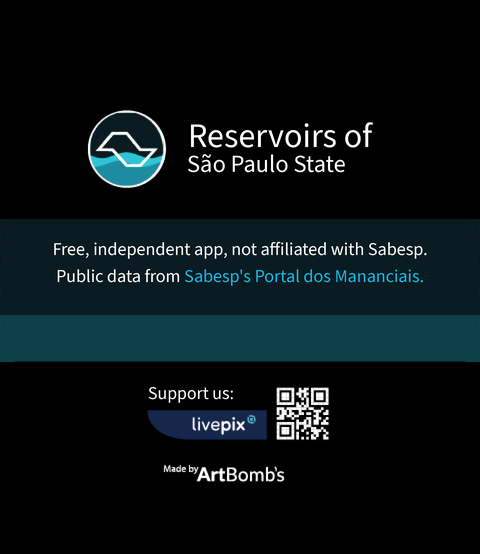 Reservoirs of
São Paulo State
Free, independent app, not affiliated with Sabesp.
Public data from Sabesp's Portal dos Mananciais.
Support us:
livepix
Made by ArtBomb's